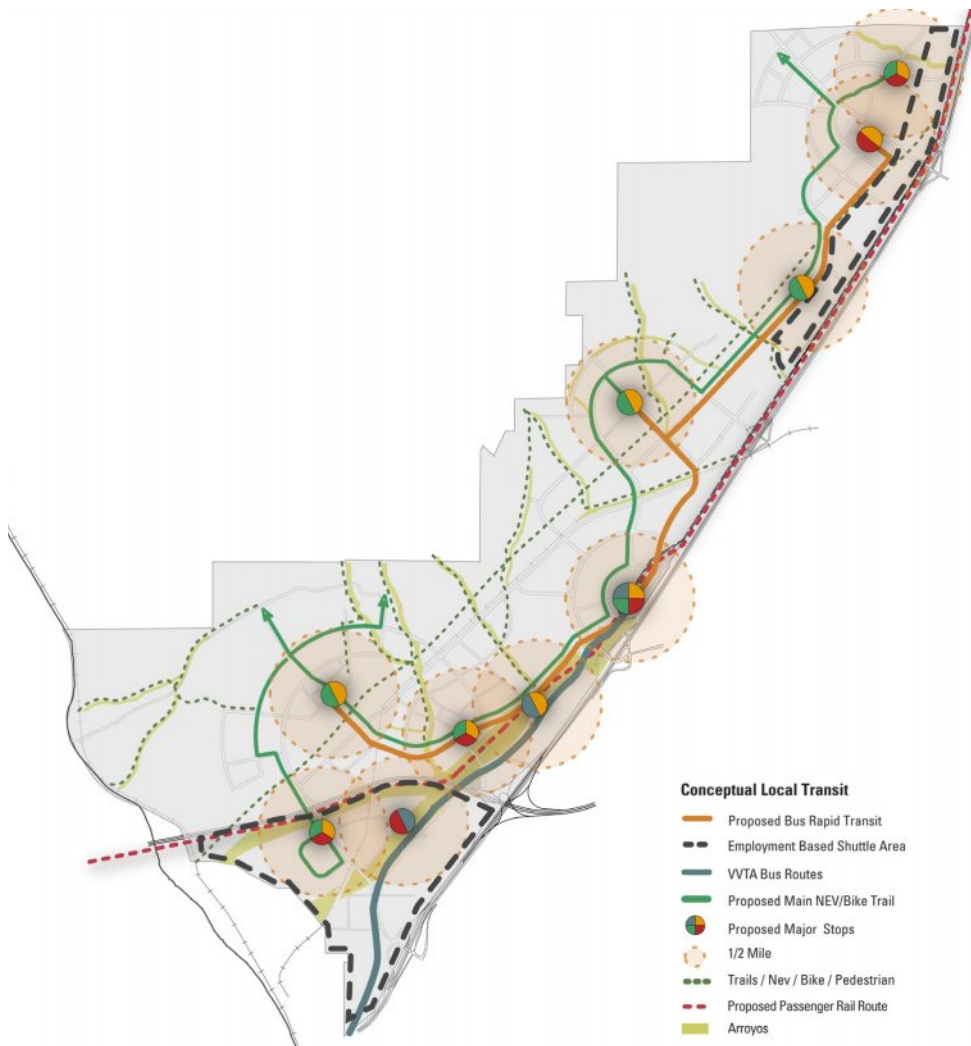 Conceptual Local Transit
Proposed Bus Rapid Transit
Employment Based Shuttle Area
VVTA Bus Routes
Proposed Main NEV/Bike Trail
Proposed Major Stops
1/2 Mile
Trails / Nev / Bike / Pedestrian
Proposed Passenger Rail Route
Arroyos